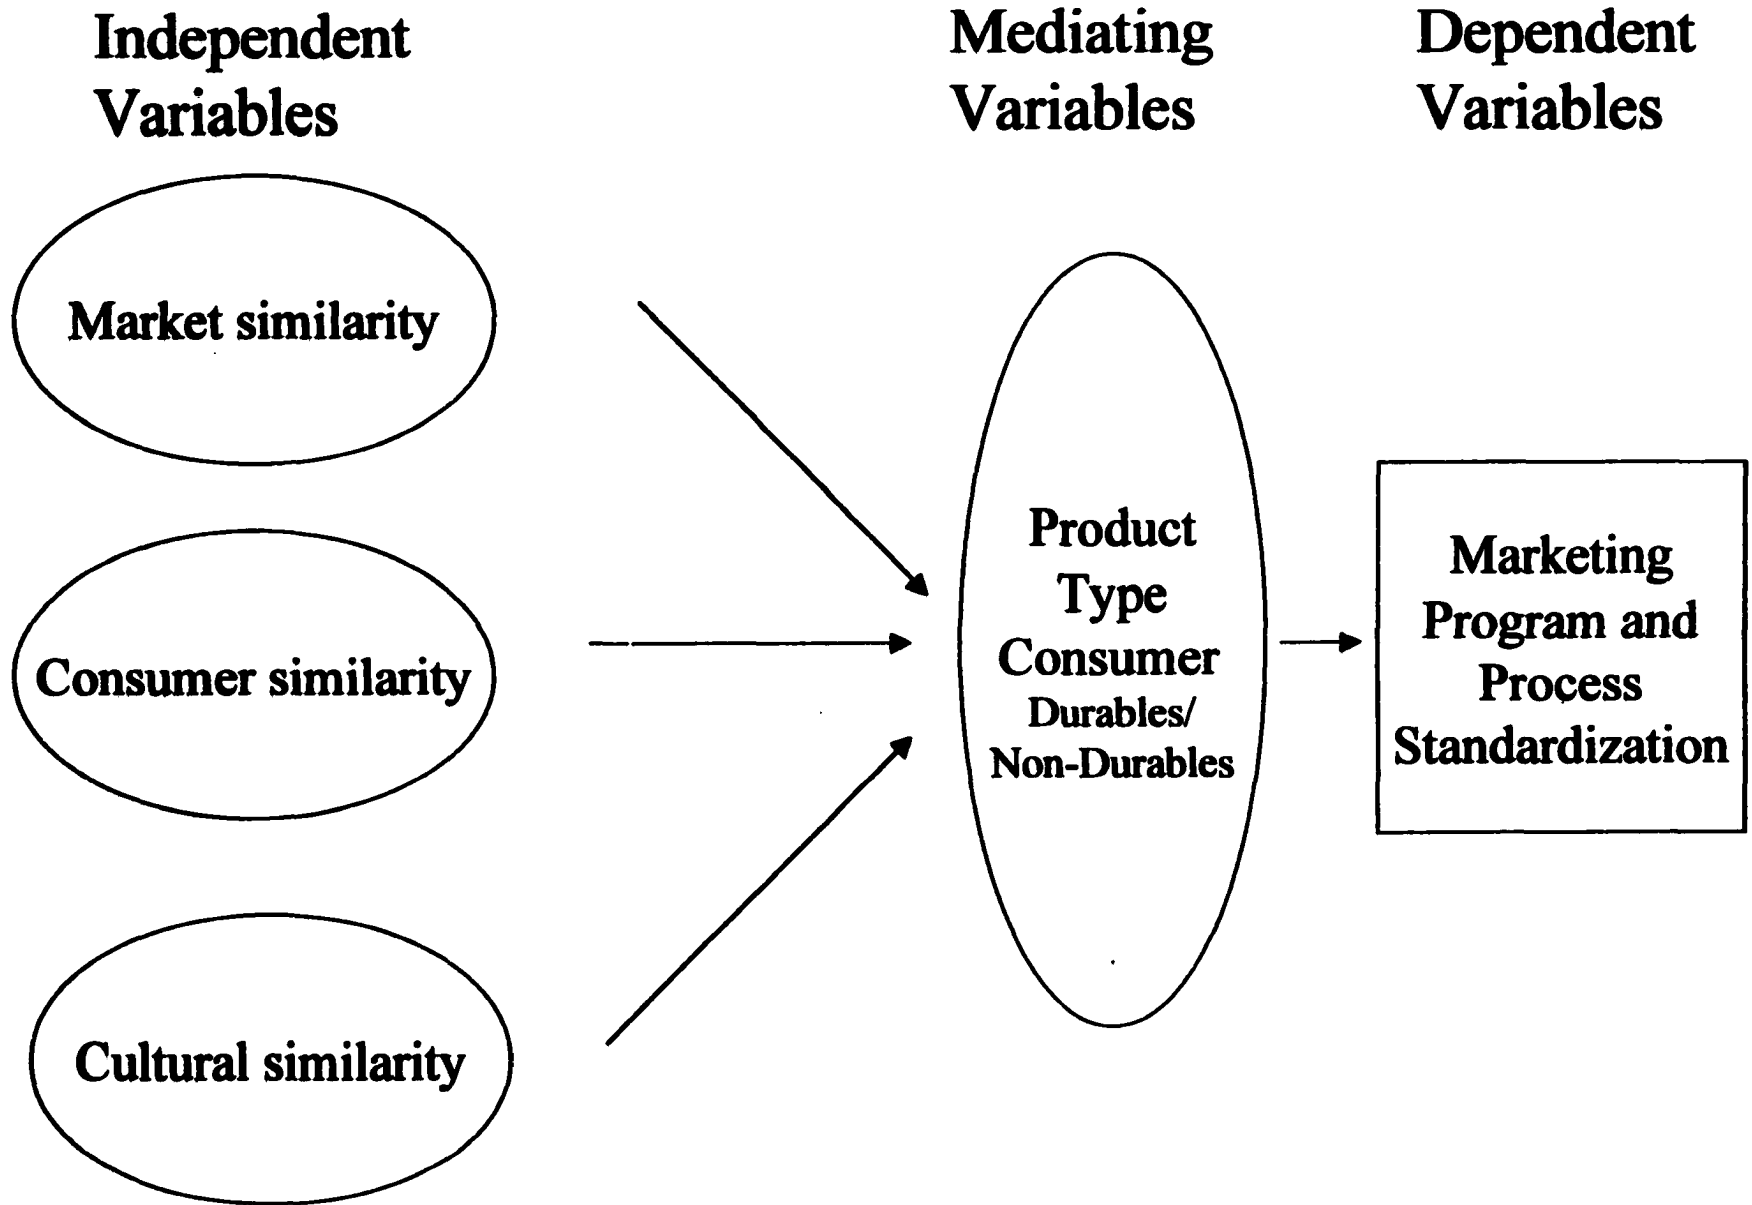 Independent
Variables
Mediating
Variables
Dependent
Variables
Market similarity
Consumer similarity
Cultural similarity
Product
Type
Consumer
Durables/
Non-Durables
Marketing
Program and
Process
Standardization